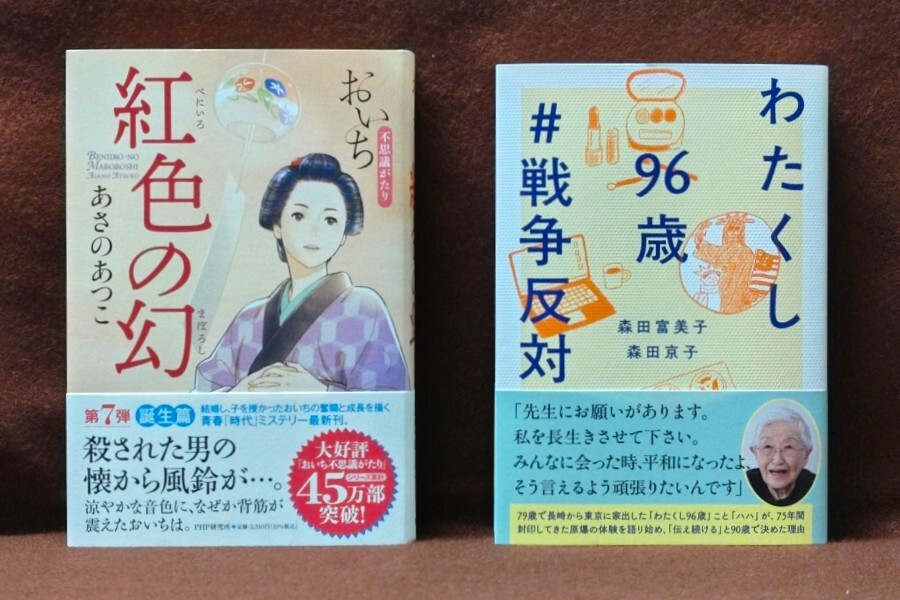 おいち
不思議がたり
紅色の幻
べにいろ
まぼろし
BENIIRO-NO
MABOROSHI
ASANO ATSUKO
あさのあつこ
第7弾
誕生篇
結婚し、子を授かったおいちの奮闘と成長を描く
青春「時代」ミステリー最新刊。
殺された男の
懐から風鈴が…。
涼やかな音色に、なぜか背筋が
震えたおいちは。
PHP研究所
大好評
「おいち不思議がたり」
シリーズ累計
45万部
突破!
わたくし
96歳
#戦争反対
森田富美子
森田京子
「先生にお願いがあります。
私を長生きさせて下さい。
みんなに会った時、平和になったよ、
そう言えるよう頑張りたいんです」
79歳で長崎から東京に家出した「わたくし96歳」こと「ハハ」が、75年間
封印してきた原爆の体験を語り始め、「伝え続ける」と90歳で決めた理由